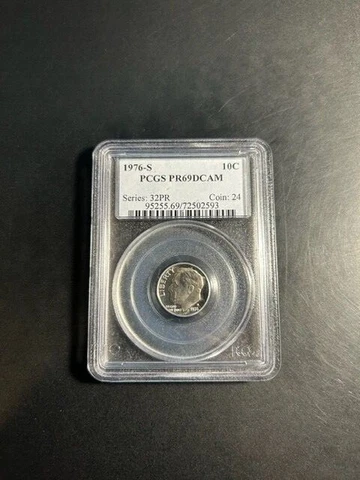 1976-S 10C
PCGS PR69DCAM
Series: 32PR Coin: 24
95255.69/72502593
LIBERTY